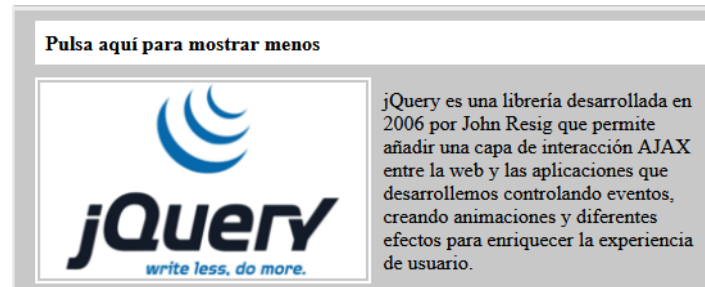 Pulsa aquí para mostrar menos
jQuery
write less, do more.
jQuery es una librería desarrollada en
2006 por John Resig que permite
añadir una capa de interacción AJAX
entre la web y las aplicaciones que
desarrollemos controlando eventos,
creando animaciones y diferentes
efectos para enriquecer la experiencia
de usuario.